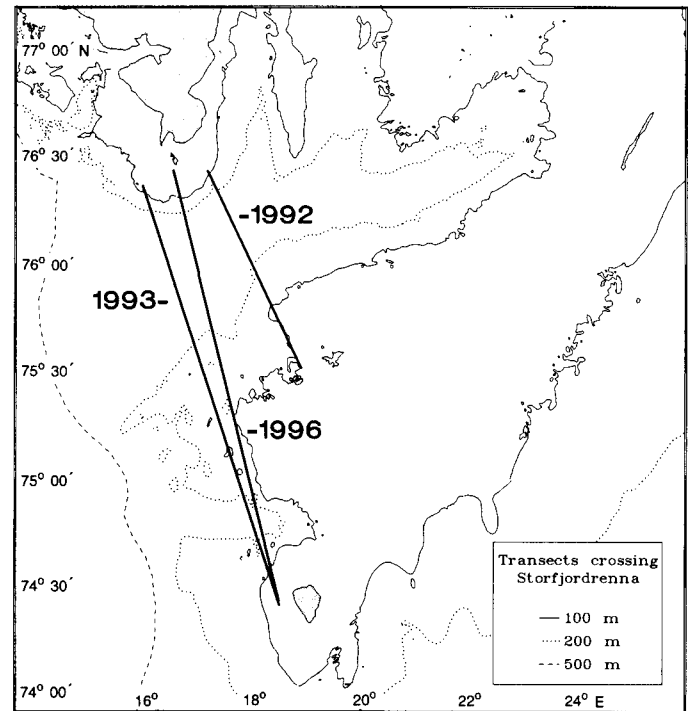 77° 00´ N
76° 30´
-1992
76° 00´
1993-
75° 30´
-1996
75° 00´
74° 30´
Transects crossing
Storfjordrenna
100 m
200 m
500 m
74° 00´
16° 18° 20° 22° 24° E